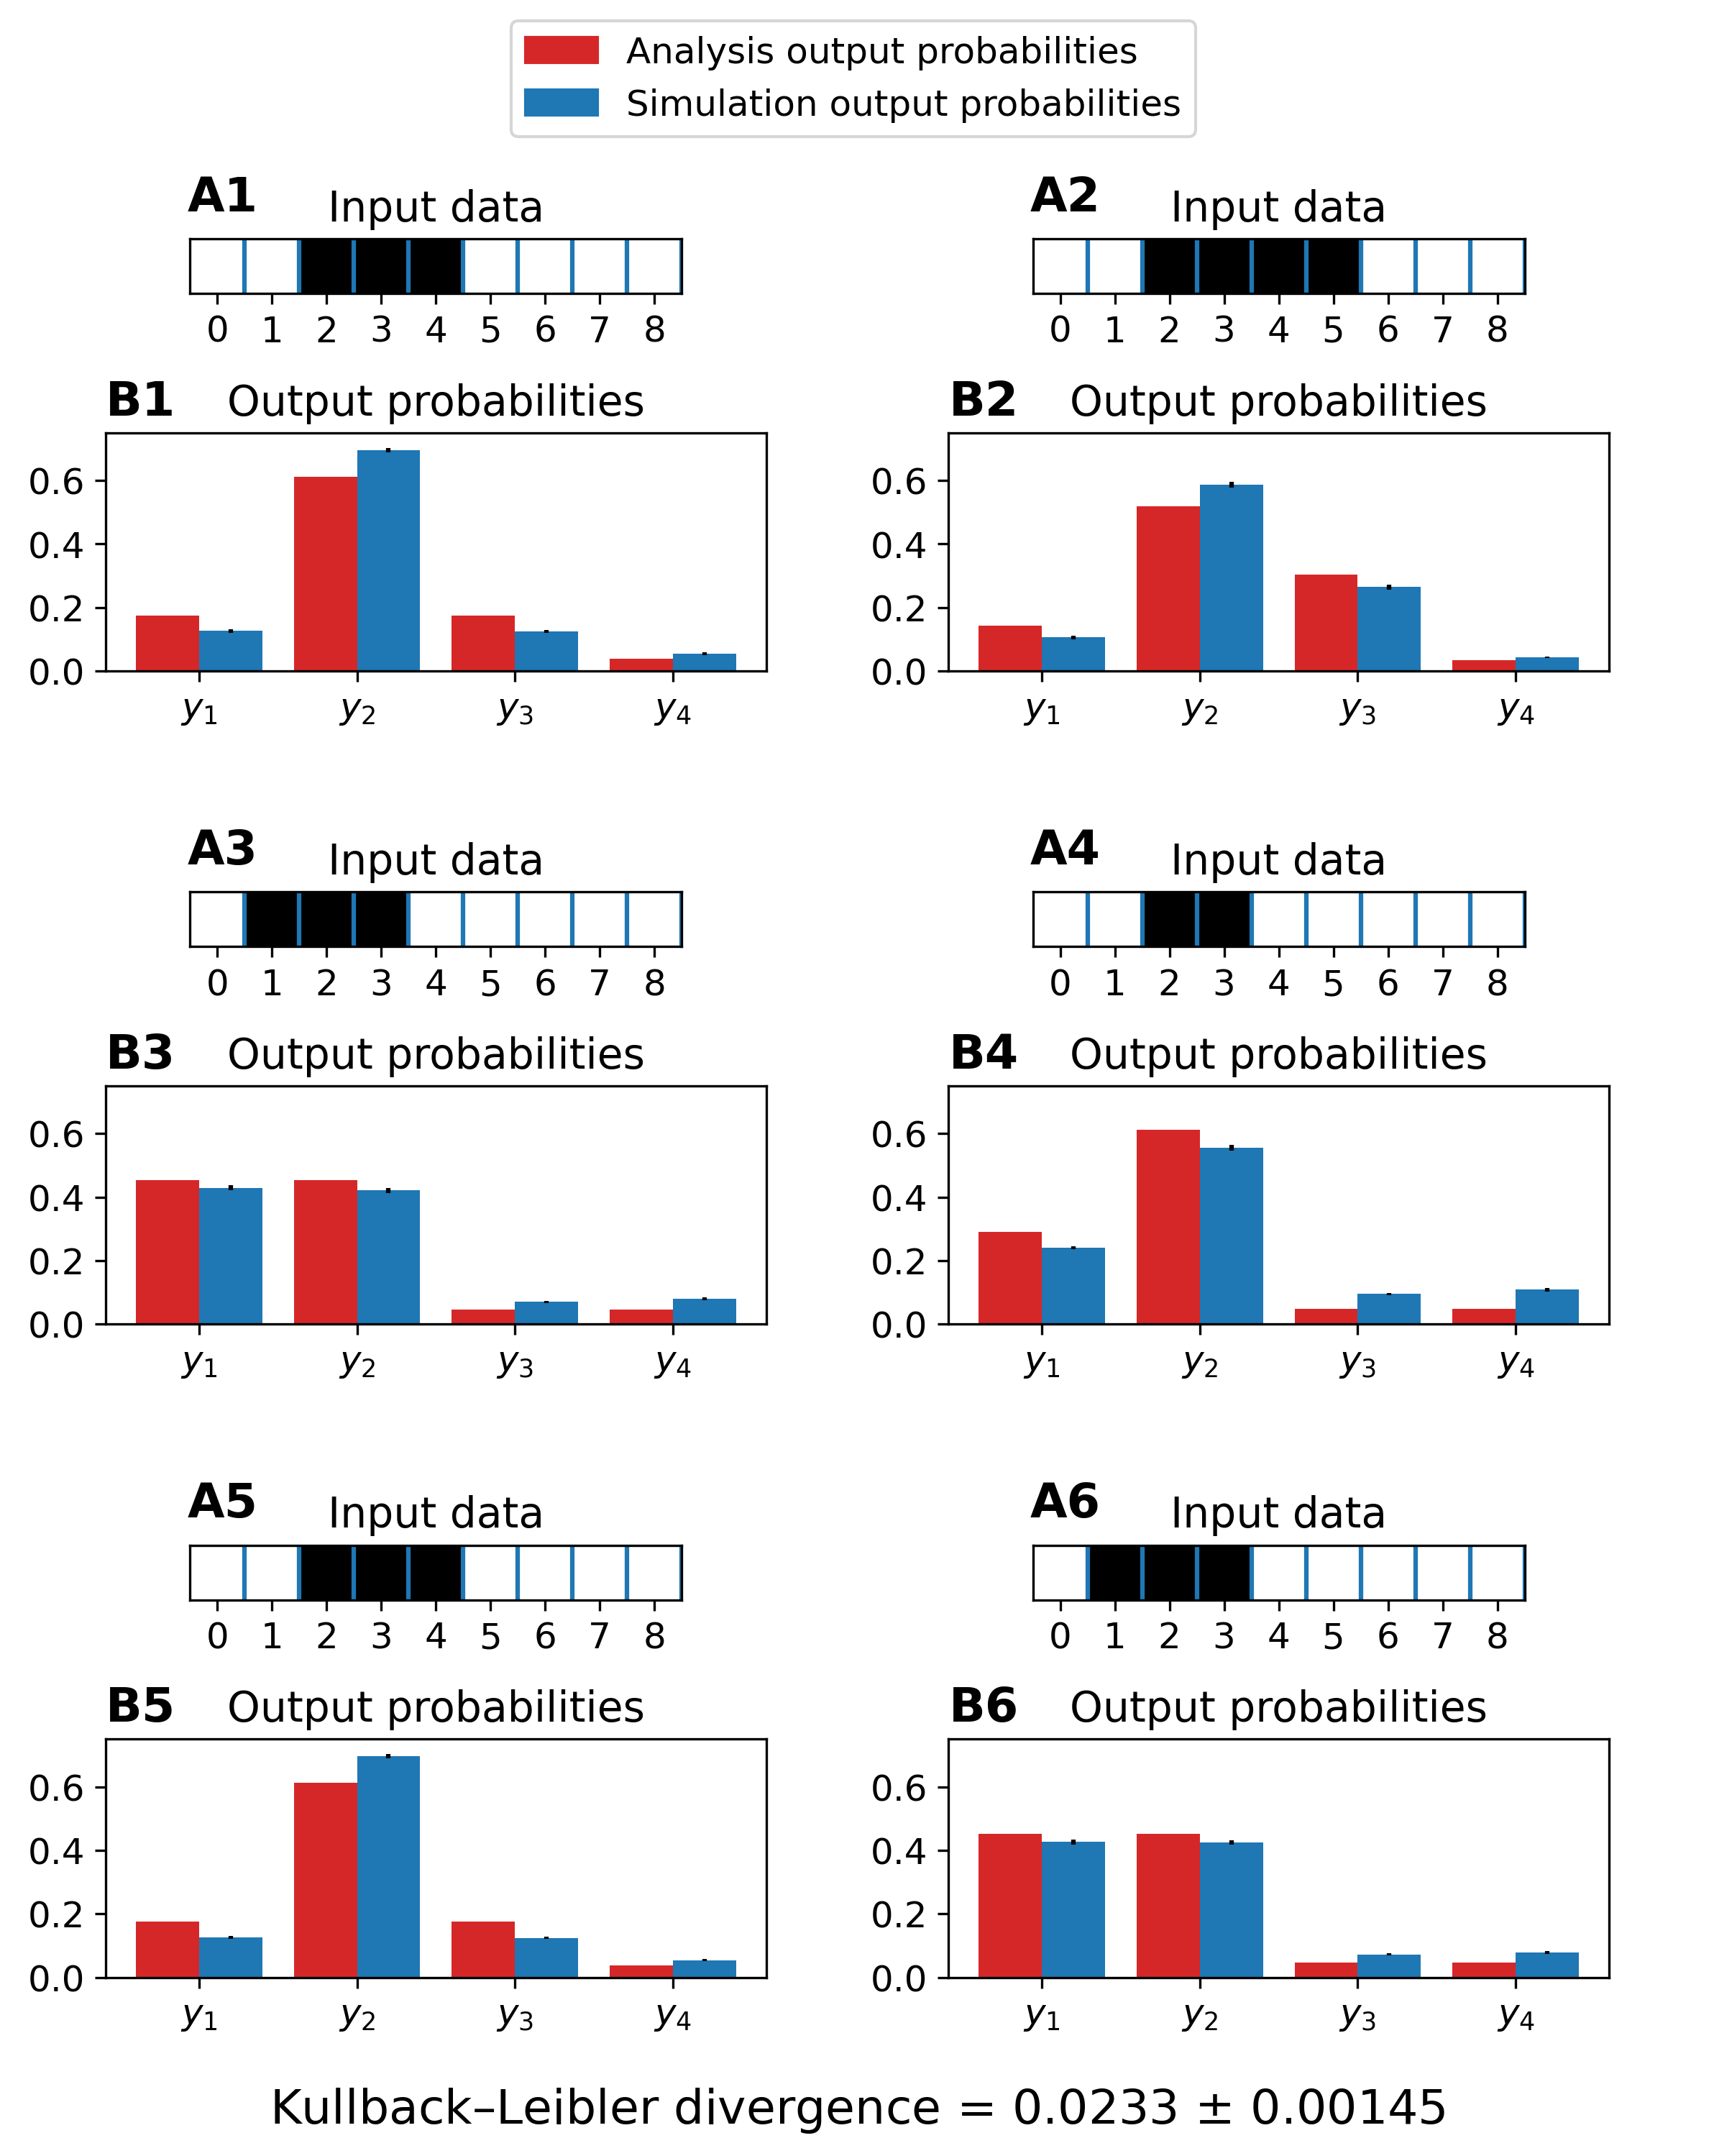 Analysis output probabilities
Simulation output probabilities
A1 Input data
0 1 2 3 4 5 6 7 8
A2 Input data
0 1 2 3 4 5 6 7 8
B1 Output probabilities
0.6
0.4
0.2
0.0
y1 y2 y3 y4
B2 Output probabilities
0.6
0.4
0.2
0.0
y1 y2 y3 y4
A3 Input data
0 1 2 3 4 5 6 7 8
A4 Input data
0 1 2 3 4 5 6 7 8
B3 Output probabilities
0.6
0.4
0.2
0.0
y1 y2 y3 y4
B4 Output probabilities
0.6
0.4
0.2
0.0
y1 y2 y3 y4
A5 Input data
0 1 2 3 4 5 6 7 8
A6 Input data
0 1 2 3 4 5 6 7 8
B5 Output probabilities
0.6
0.4
0.2
0.0
y1 y2 y3 y4
B6 Output probabilities
0.6
0.4
0.2
0.0
y1 y2 y3 y4
Kullback–Leibler divergence = 0.0233 ± 0.00145